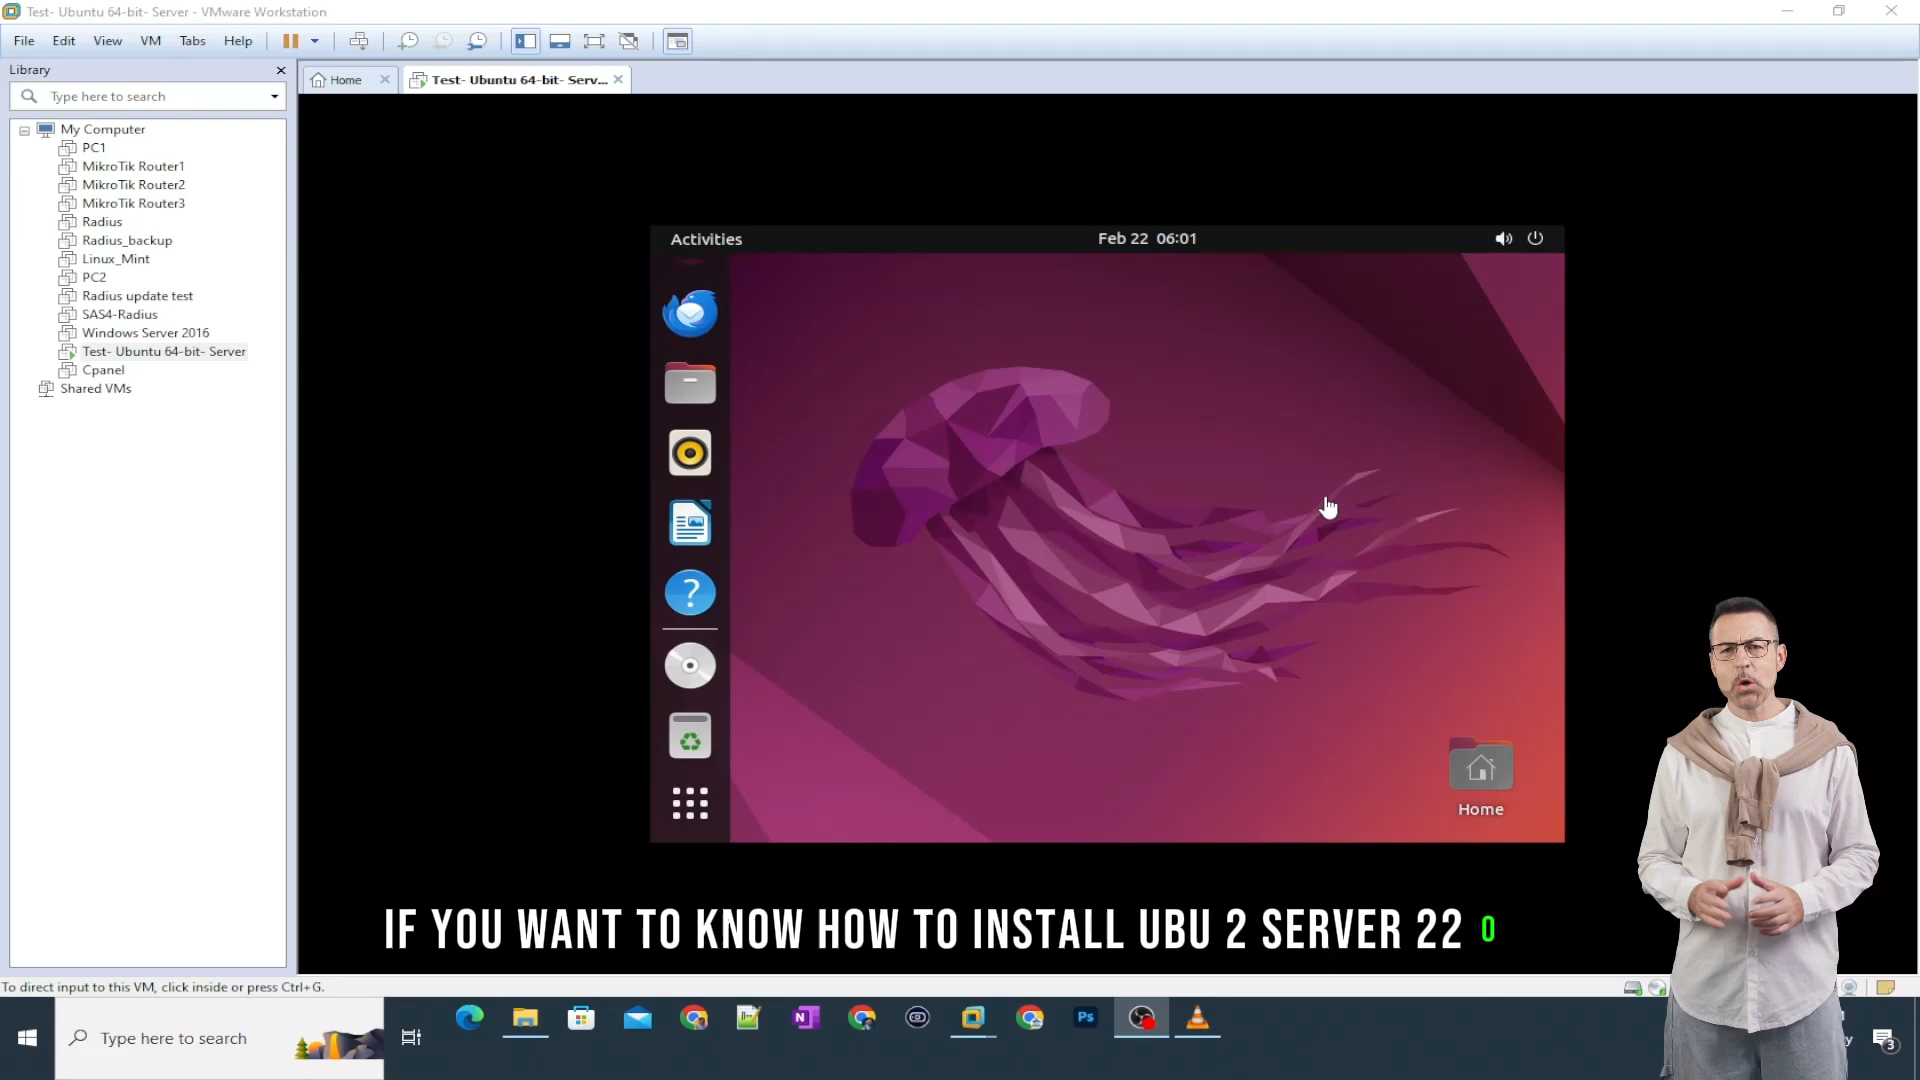 Test- Ubuntu 64-bit- Server - VMware Workstation
File Edit View VM Tabs Help
Library
Type here to search
Home
Test- Ubuntu 64-bit- Serv...
My Computer
PC1
MikroTik Router1
MikroTik Router2
MikroTik Router3
Radius
Radius_backup
Linux_Mint
PC2
Radius update test
SAS4-Radius
Windows Server 2016
Test- Ubuntu 64-bit- Server
Cpanel
Shared VMs
Activities
Feb 22 06:01
?
Home
IF YOU WANT TO KNOW HOW TO INSTALL UBU 2 SERVER 22 0
To direct input to this VM, click inside or press Ctrl+G.
Type here to search
N
Ps
3